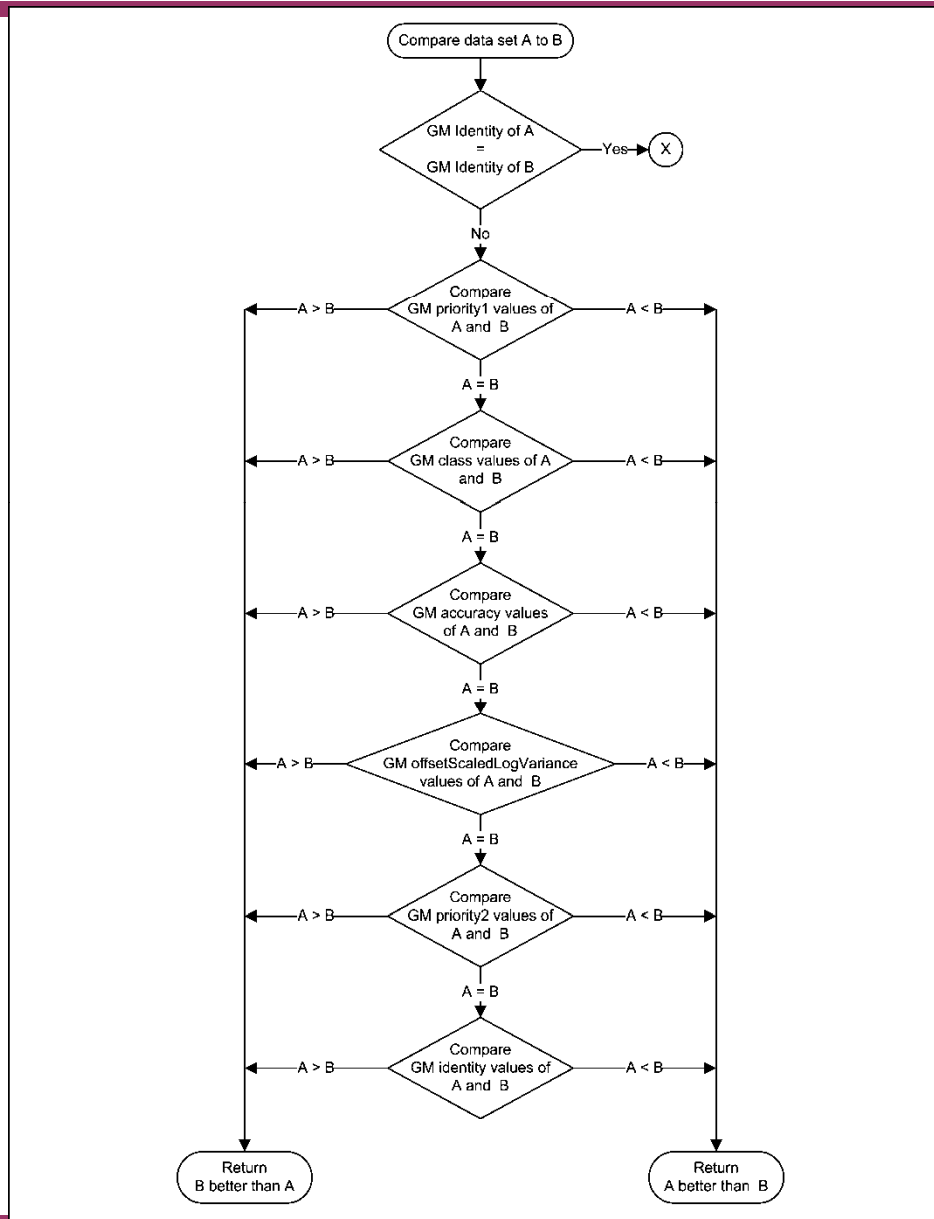 Compare data set A to B
GM Identity of A
=
GM Identity of B
Yes
X
No
Compare
GM priority1 values of
A and B
A > B
A < B
A = B
Compare
GM class values of A
and B
A > B
A < B
A = B
Compare
GM accuracy values
of A and B
A > B
A < B
A = B
Compare
GM offsetScaledLogVariance
values of A and B
A > B
A < B
A = B
Compare
GM priority2 values of
A and B
A > B
A < B
A = B
Compare
GM identity values of
A and B
A > B
A < B
Return
B better than A
Return
A better than B